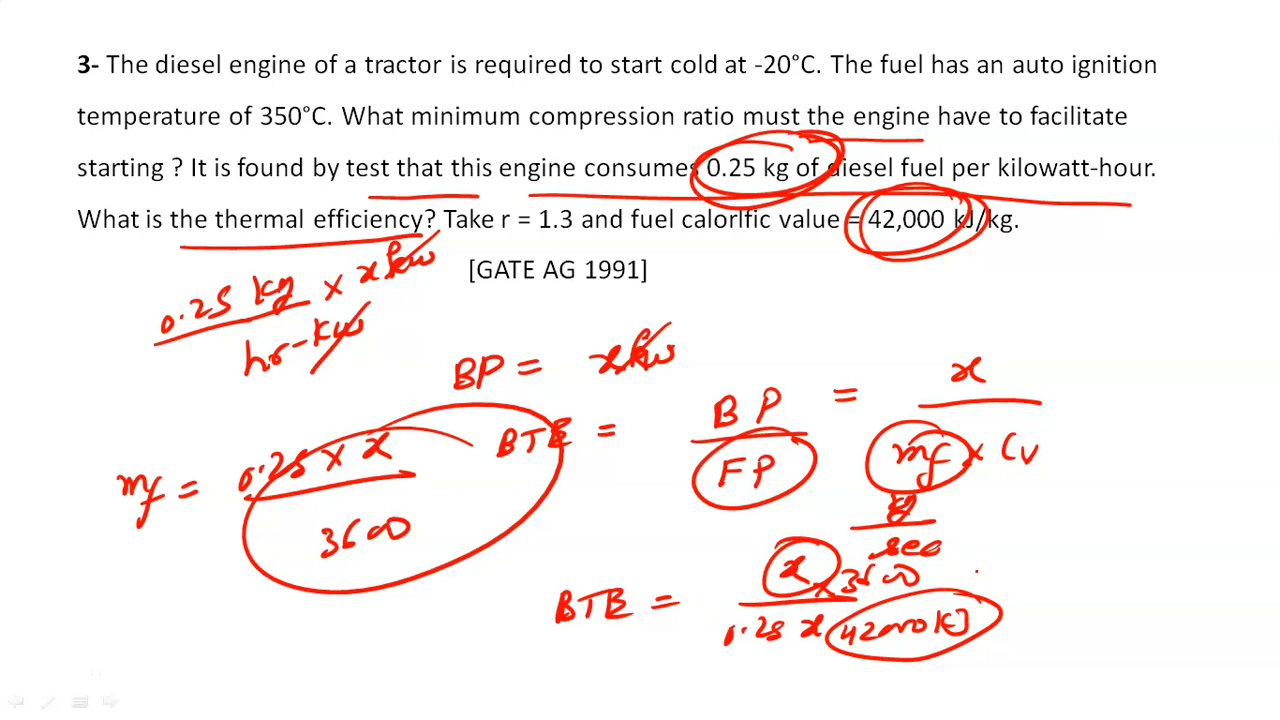 3- The diesel engine of a tractor is required to start cold at -20°C. The fuel has an auto ignition
temperature of 350°C. What minimum compression ratio must the engine have to facilitate
starting ? It is found by test that this engine consumes 0.25 kg of diesel fuel per kilowatt-hour.
What is the thermal efficiency? Take r = 1.3 and fuel calorIfic value = 42,000 kJ/kg.
[GATE AG 1991]
0.25 kg × x kw
hr-kw
BP = x kw
BTE = BP = x
FP mf × Cv
kg
sec
mf = 0.25 × x
3600
BTE = x × 3600
0.25 x 42000 KJ